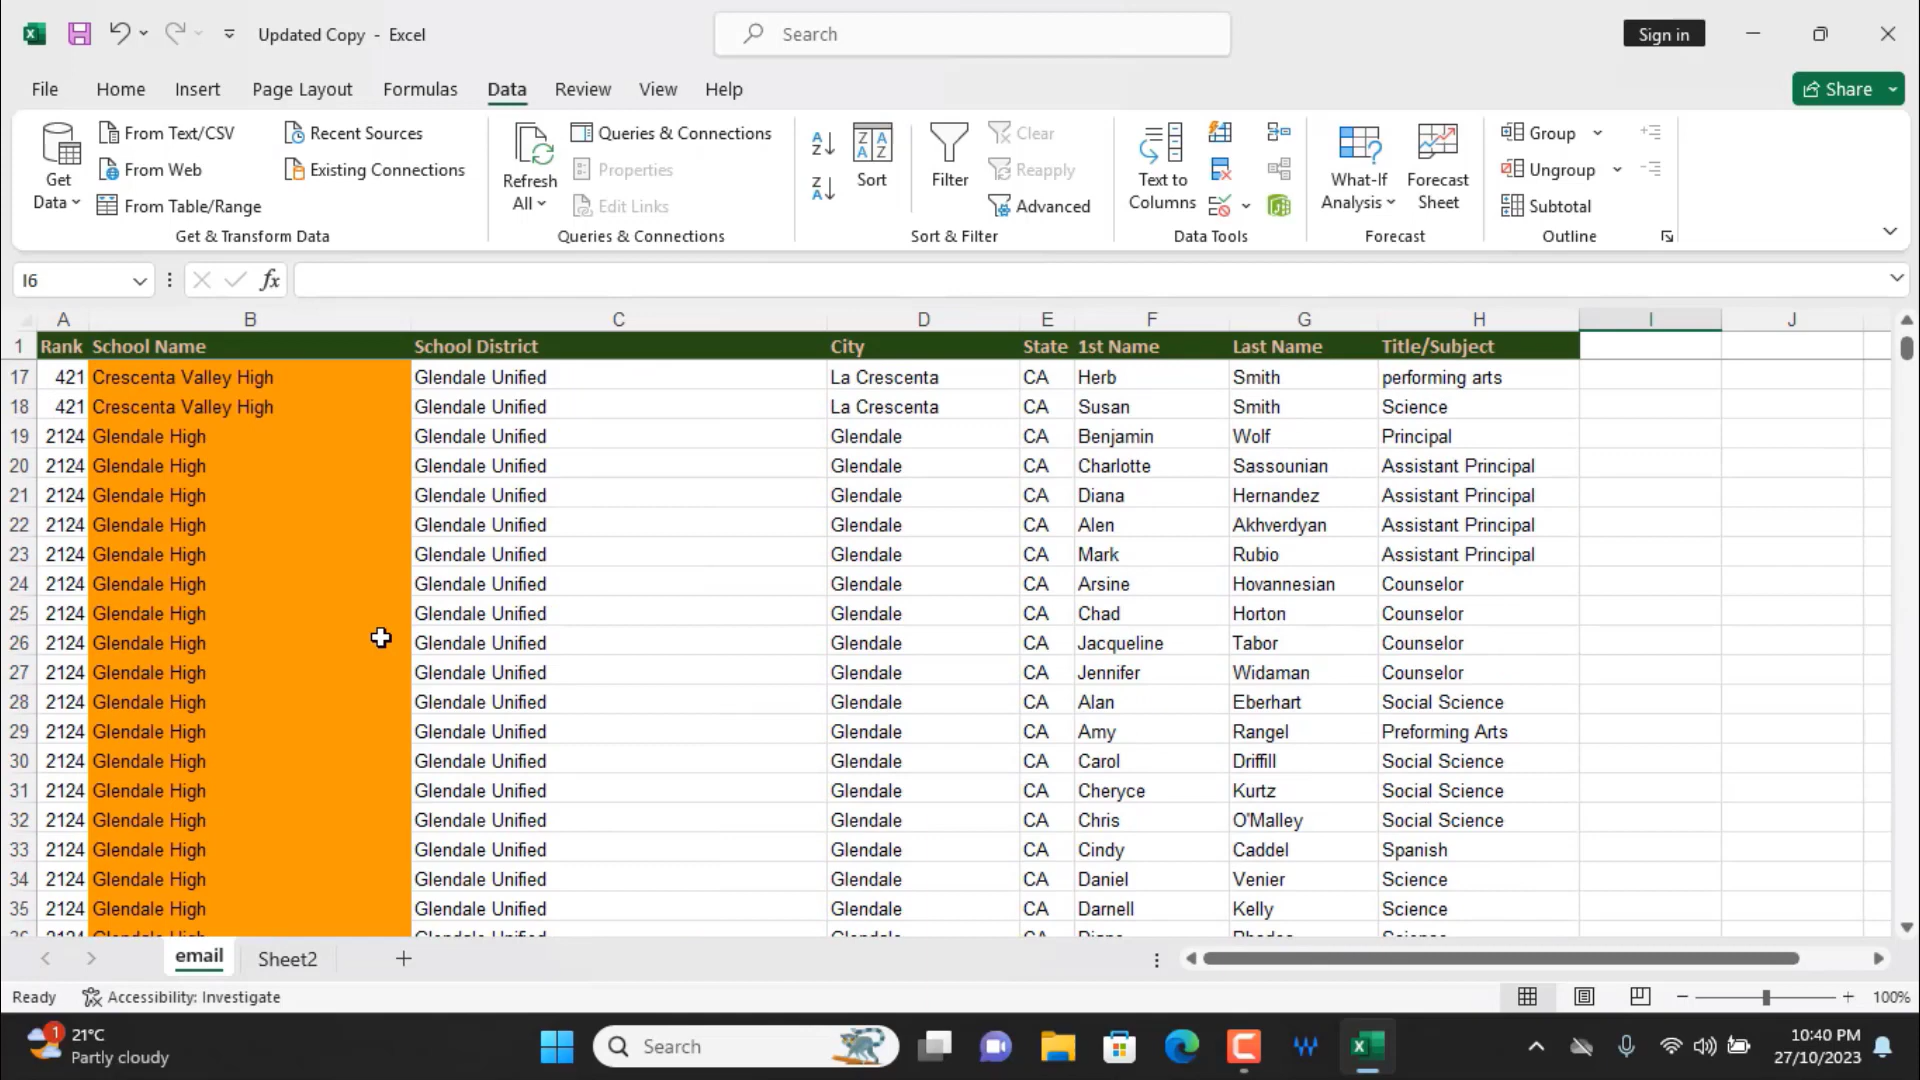 Updated Copy - Excel
Search
Sign in
File Home Insert Page Layout Formulas Data Review View Help
Share
Get Data
From Text/CSV
From Web
From Table/Range
Recent Sources
Existing Connections
Get & Transform Data
Refresh All
Queries & Connections
Properties
Edit Links
Queries & Connections
Sort
Filter
Clear
Reapply
Advanced
Sort & Filter
Text to Columns
Data Tools
What-If Analysis
Forecast Sheet
Forecast
Group
Ungroup
Subtotal
Outline
I6
fx
A B C D E F G H I J
1 Rank School Name School District City State 1st Name Last Name Title/Subject
17 421 Crescenta Valley High Glendale Unified La Crescenta CA Herb Smith performing arts
18 421 Crescenta Valley High Glendale Unified La Crescenta CA Susan Smith Science
19 2124 Glendale High Glendale Unified Glendale CA Benjamin Wolf Principal
20 2124 Glendale High Glendale Unified Glendale CA Charlotte Sassounian Assistant Principal
21 2124 Glendale High Glendale Unified Glendale CA Diana Hernandez Assistant Principal
22 2124 Glendale High Glendale Unified Glendale CA Alen Akhverdyan Assistant Principal
23 2124 Glendale High Glendale Unified Glendale CA Mark Rubio Assistant Principal
24 2124 Glendale High Glendale Unified Glendale CA Arsine Hovannesian Counselor
25 2124 Glendale High Glendale Unified Glendale CA Chad Horton Counselor
26 2124 Glendale High Glendale Unified Glendale CA Jacqueline Tabor Counselor
27 2124 Glendale High Glendale Unified Glendale CA Jennifer Widaman Counselor
28 2124 Glendale High Glendale Unified Glendale CA Alan Eberhart Social Science
29 2124 Glendale High Glendale Unified Glendale CA Amy Rangel Preforming Arts
30 2124 Glendale High Glendale Unified Glendale CA Carol Driffill Social Science
31 2124 Glendale High Glendale Unified Glendale CA Cheryce Kurtz Social Science
32 2124 Glendale High Glendale Unified Glendale CA Chris O'Malley Social Science
33 2124 Glendale High Glendale Unified Glendale CA Cindy Caddel Spanish
34 2124 Glendale High Glendale Unified Glendale CA Daniel Venier Science
35 2124 Glendale High Glendale Unified Glendale CA Darnell Kelly Science
email Sheet2
Ready Accessibility: Investigate 100%
1 21°C
Partly cloudy
Search
10:40 PM
27/10/2023